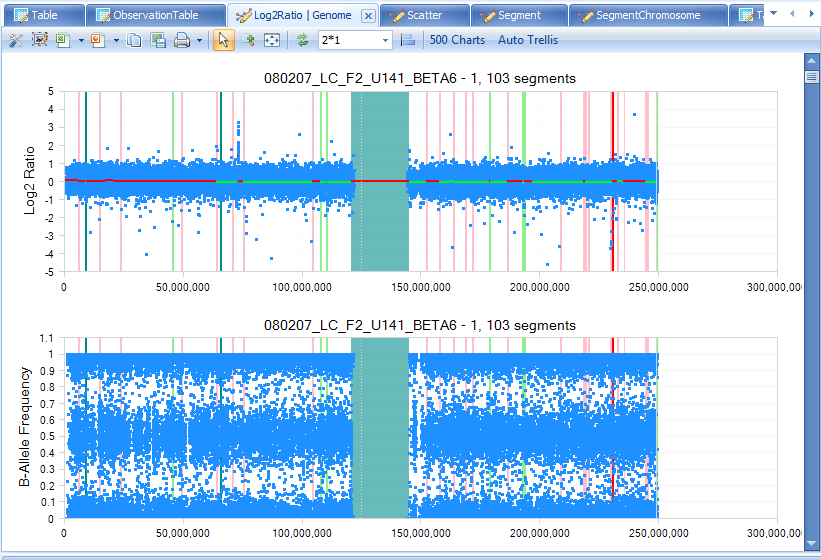 Table ObservationTable Log2Ratio | Genome Scatter Segment SegmentChromosome
2*1 500 Charts Auto Trellis
080207_LC_F2_U141_BETA6 - 1, 103 segments
Log2 Ratio
5
4
3
2
1
0
-1
-2
-3
-4
-5
0 50,000,000 100,000,000 150,000,000 200,000,000 250,000,000 300,000,000
080207_LC_F2_U141_BETA6 - 1, 103 segments
B-Allele Frequency
1.1
1
0.9
0.8
0.7
0.6
0.5
0.4
0.3
0.2
0.1
0
0 50,000,000 100,000,000 150,000,000 200,000,000 250,000,000 300,000,00